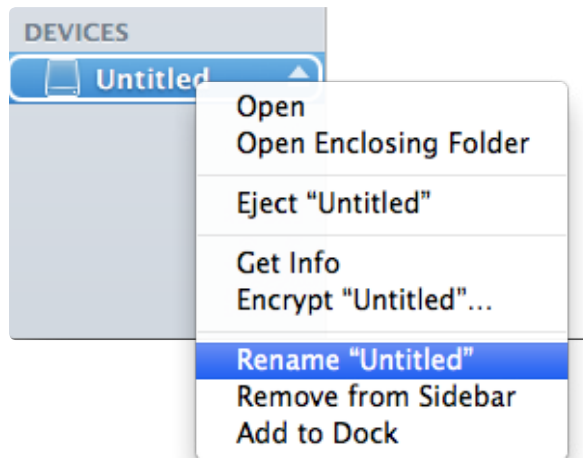 DEVICES
Untitled
Open
Open Enclosing Folder
Eject “Untitled”
Get Info
Encrypt “Untitled”...
Rename “Untitled”
Remove from Sidebar
Add to Dock